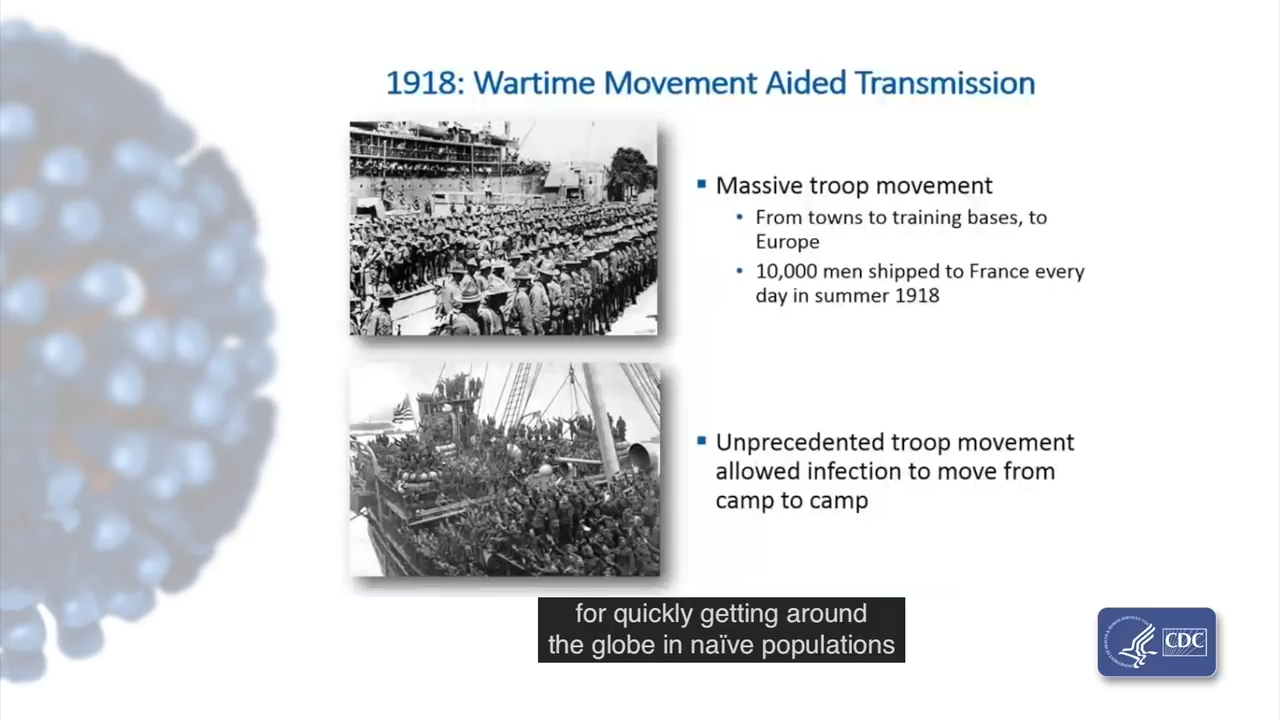 1918: Wartime Movement Aided Transmission
▪ Massive troop movement
• From towns to training bases, to
Europe
• 10,000 men shipped to France every
day in summer 1918
▪ Unprecedented troop movement
allowed infection to move from
camp to camp
for quickly getting around
the globe in naïve populations
CDC